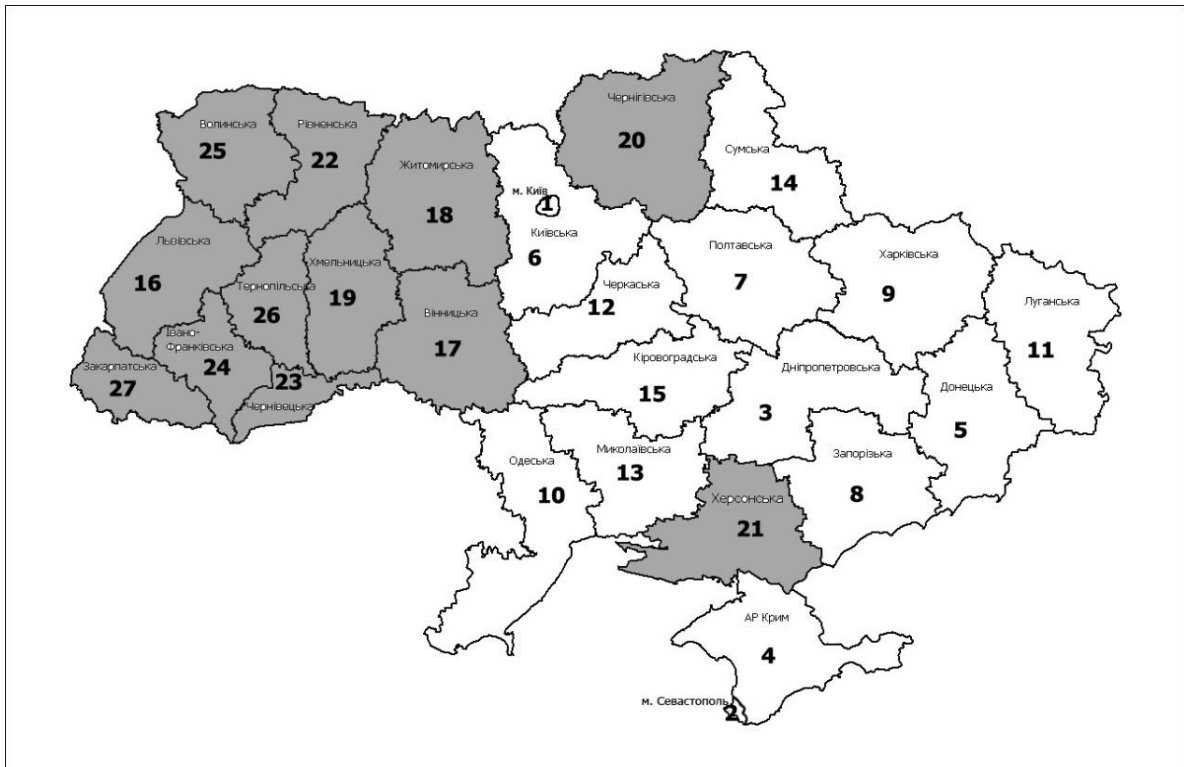 Чернігівська
20
Волинська
25
Рівненська
22
Житомирська
18
Сумська
14
м. Київ
1
Київська
6
Львівська
16
Тернопільська
26
Хмельницька
19
Полтавська
7
Харківська
9
Черкаська
12
Луганська
11
Вінницька
17
Івано-
Франківська
24
Закарпатська
27
23
Чернівецька
Кіровоградська
15
Дніпропетровська
3
Донецька
5
Одеська
10
Миколаївська
13
Запорізька
8
Херсонська
21
АР Крим
4
м. Севастополь
2